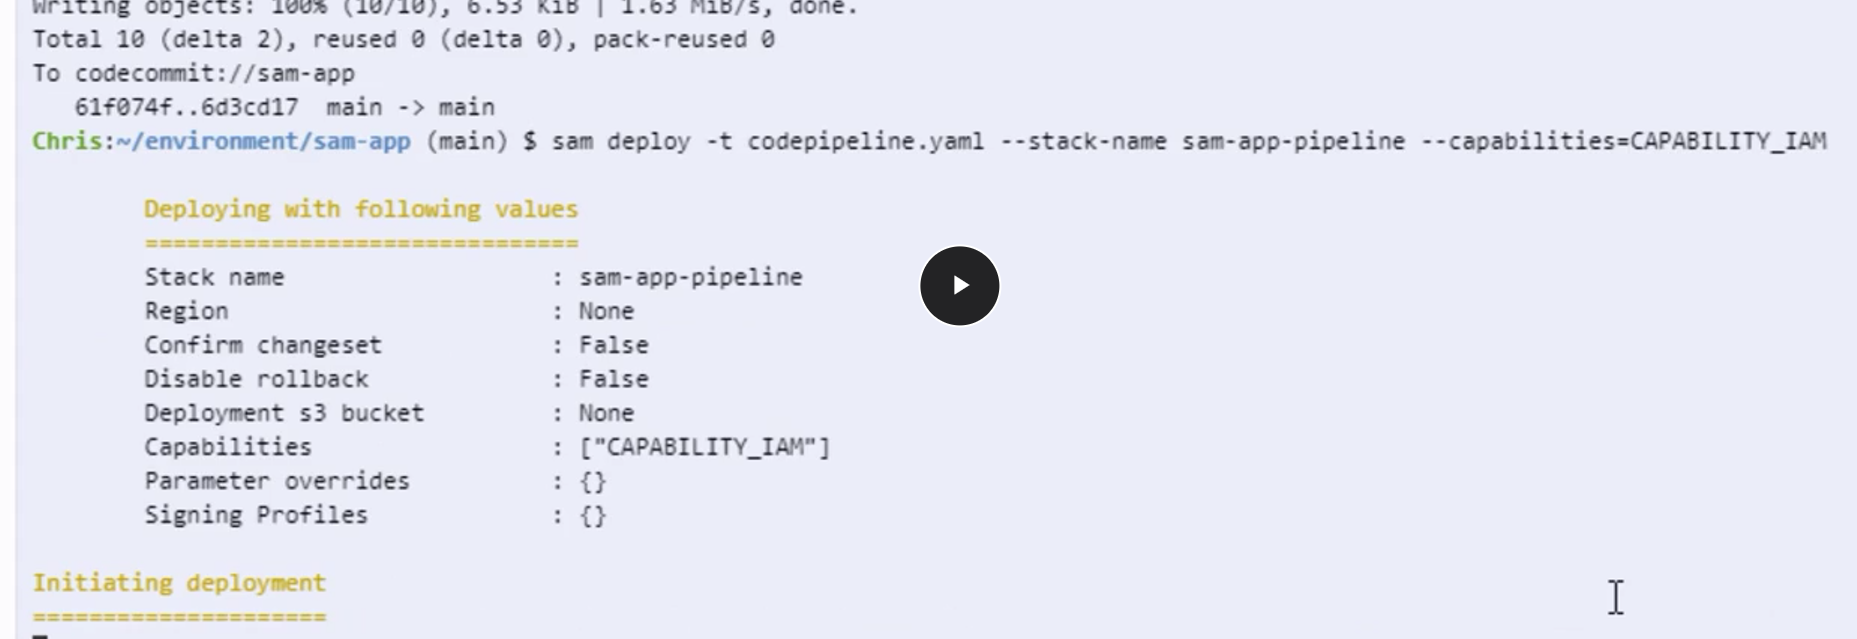 Writing objects: 100% (10/10), 6.53 KiB | 1.63 MiB/s, done.
Total 10 (delta 2), reused 0 (delta 0), pack-reused 0
To codecommit://sam-app
   61f074f..6d3cd17  main -> main
Chris:~/environment/sam-app (main) $ sam deploy -t codepipeline.yaml --stack-name sam-app-pipeline --capabilities=CAPABILITY_IAM
        Deploying with following values
        ===============================
        Stack name                   : sam-app-pipeline
        Region                       : None
        Confirm changeset            : False
        Disable rollback             : False
        Deployment s3 bucket         : None
        Capabilities                 : ["CAPABILITY_IAM"]
        Parameter overrides          : {}
        Signing Profiles             : {}
Initiating deployment
=====================